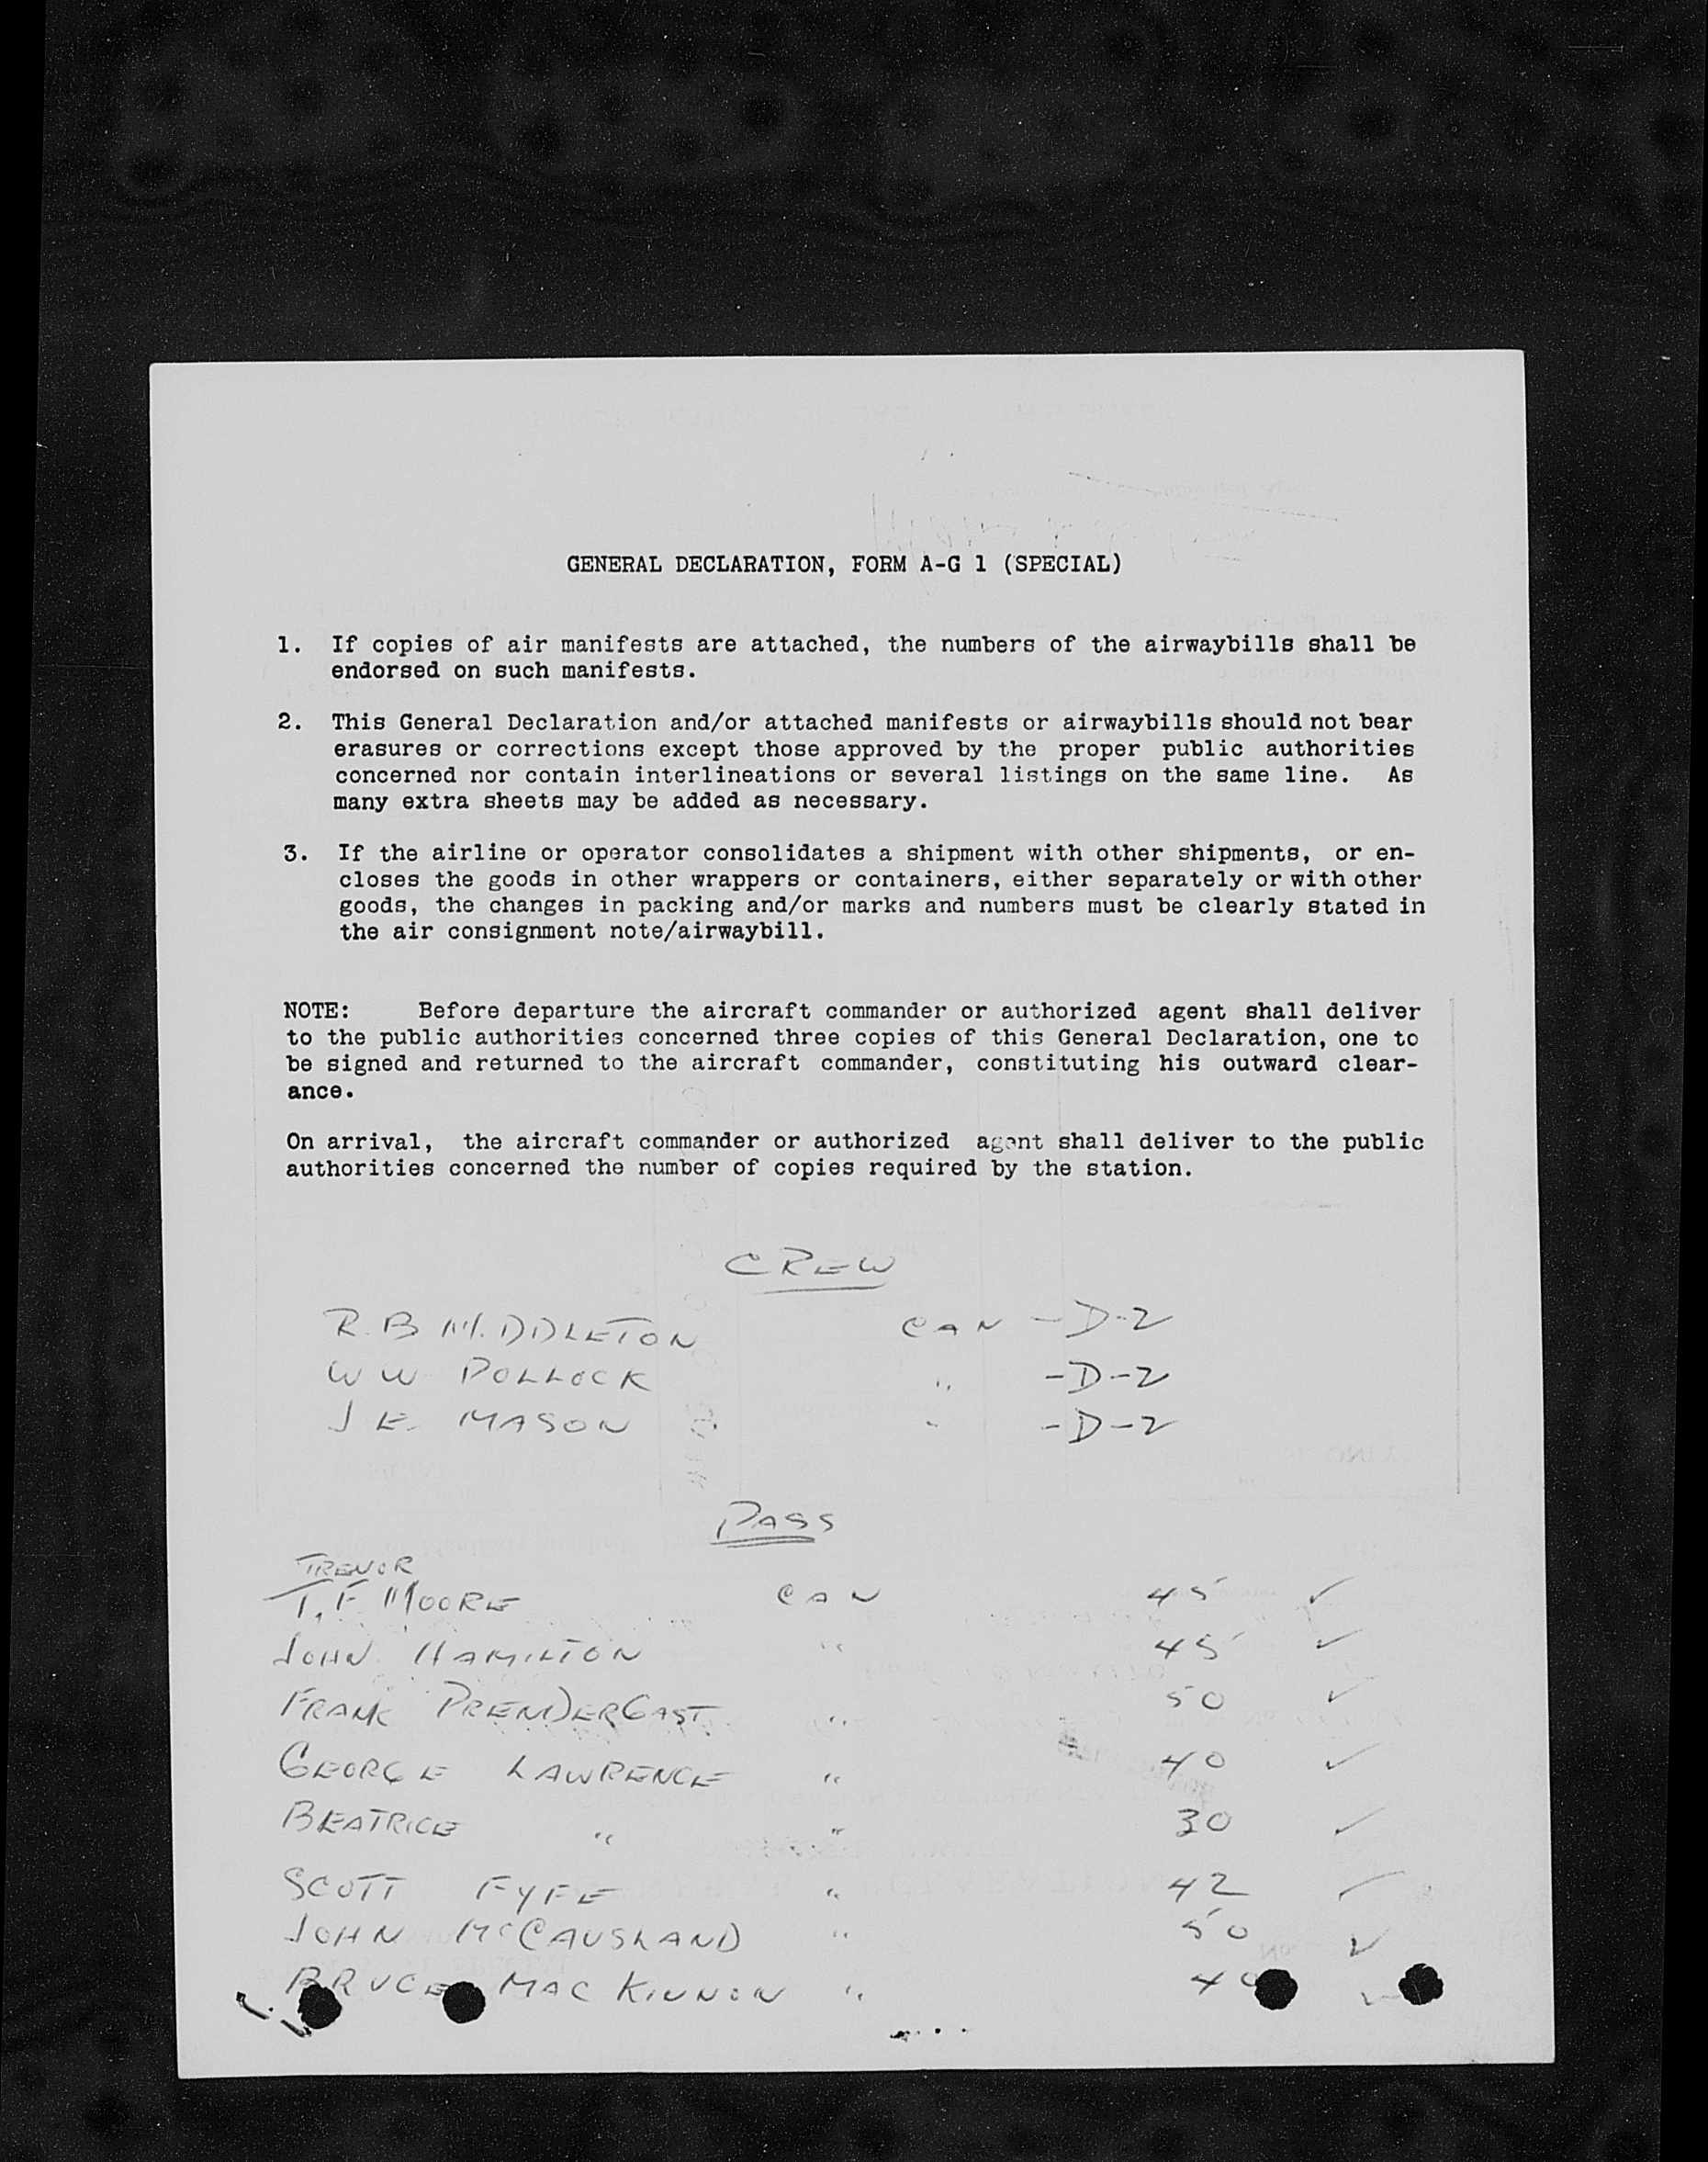 GENERAL DECLARATION, FORM A-G 1 (SPECIAL)
1. If copies of air manifests are attached, the numbers of the airwaybills shall be
endorsed on such manifests.
2. This General Declaration and/or attached manifests or airwaybills should not bear
erasures or corrections except those approved by the proper public authorities
concerned nor contain interlineations or several listings on the same line. As
many extra sheets may be added as necessary.
3. If the airline or operator consolidates a shipment with other shipments, or en-
closes the goods in other wrappers or containers, either separately or with other
goods, the changes in packing and/or marks and numbers must be clearly stated in
the air consignment note/airwaybill.
NOTE: Before departure the aircraft commander or authorized agent shall deliver
to the public authorities concerned three copies of this General Declaration, one to
be signed and returned to the aircraft commander, constituting his outward clear-
ance.
On arrival, the aircraft commander or authorized agent shall deliver to the public
authorities concerned the number of copies required by the station.
CREW
R. B MIDDLETON CAN - D-2
W W POLLOCK " - D - 2
J E. MASON " - D - 2
PASS
TREVOR
T. F MOORE CAN 45 ✓
JOHN HAMILTON " 45 ✓
FRANK PRENDERGAST " 50 ✓
GEORGE LAWRENCE " 40 ✓
BEATRICE " " 30 ✓
SCOTT FYFE " 42 ✓
JOHN McCAUSLAND " 50 ✓
BRUCE MAC KINNON " 40 ✓